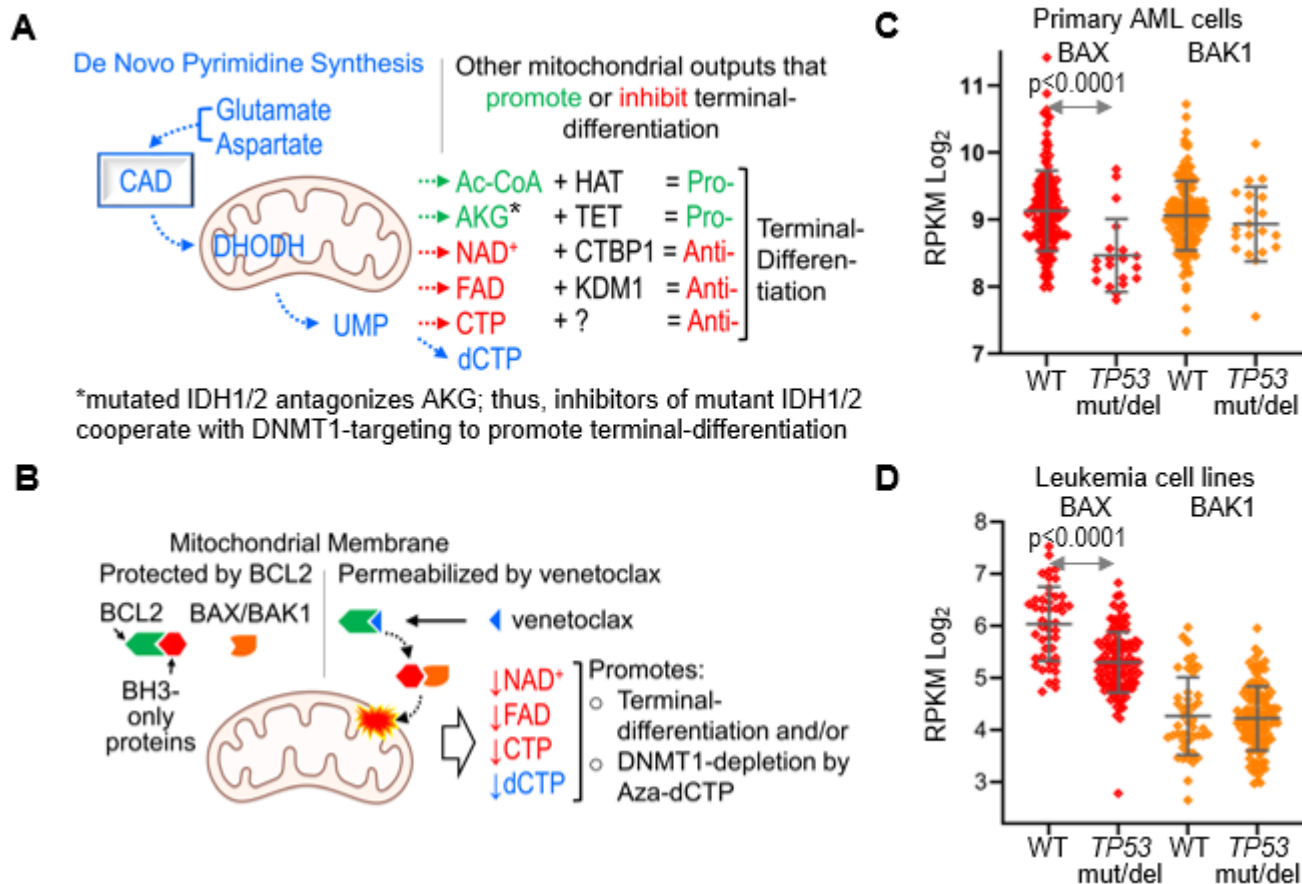 A
De Novo Pyrimidine Synthesis
Glutamate
Aspartate
CAD
DHODH
UMP
dCTP
Other mitochondrial outputs that
promote or inhibit terminal-
differentiation
Ac-CoA + HAT = Pro-
AKG* + TET = Pro-
NAD⁺ + CTBP1 = Anti-
FAD + KDM1 = Anti-
CTP + ? = Anti-
Terminal-
Differen-
tiation
*mutated IDH1/2 antagonizes AKG; thus, inhibitors of mutant IDH1/2
cooperate with DNMT1-targeting to promote terminal-differentiation
B
Mitochondrial Membrane
Protected by BCL2
Permeabilized by venetoclax
BCL2
BAX/BAK1
BH3-
only
proteins
venetoclax
↓NAD⁺
↓FAD
↓CTP
↓dCTP
Promotes:
○ Terminal-
differentiation and/or
○ DNMT1-depletion by
Aza-dCTP
C
Primary AML cells
BAX
BAK1
p<0.0001
RPKM Log₂
11
10
9
8
7
WT
TP53
mut/del
WT
TP53
mut/del
D
Leukemia cell lines
BAX
BAK1
p<0.0001
RPKM Log₂
8
7
6
5
4
3
WT
TP53
mut/del
WT
TP53
mut/del